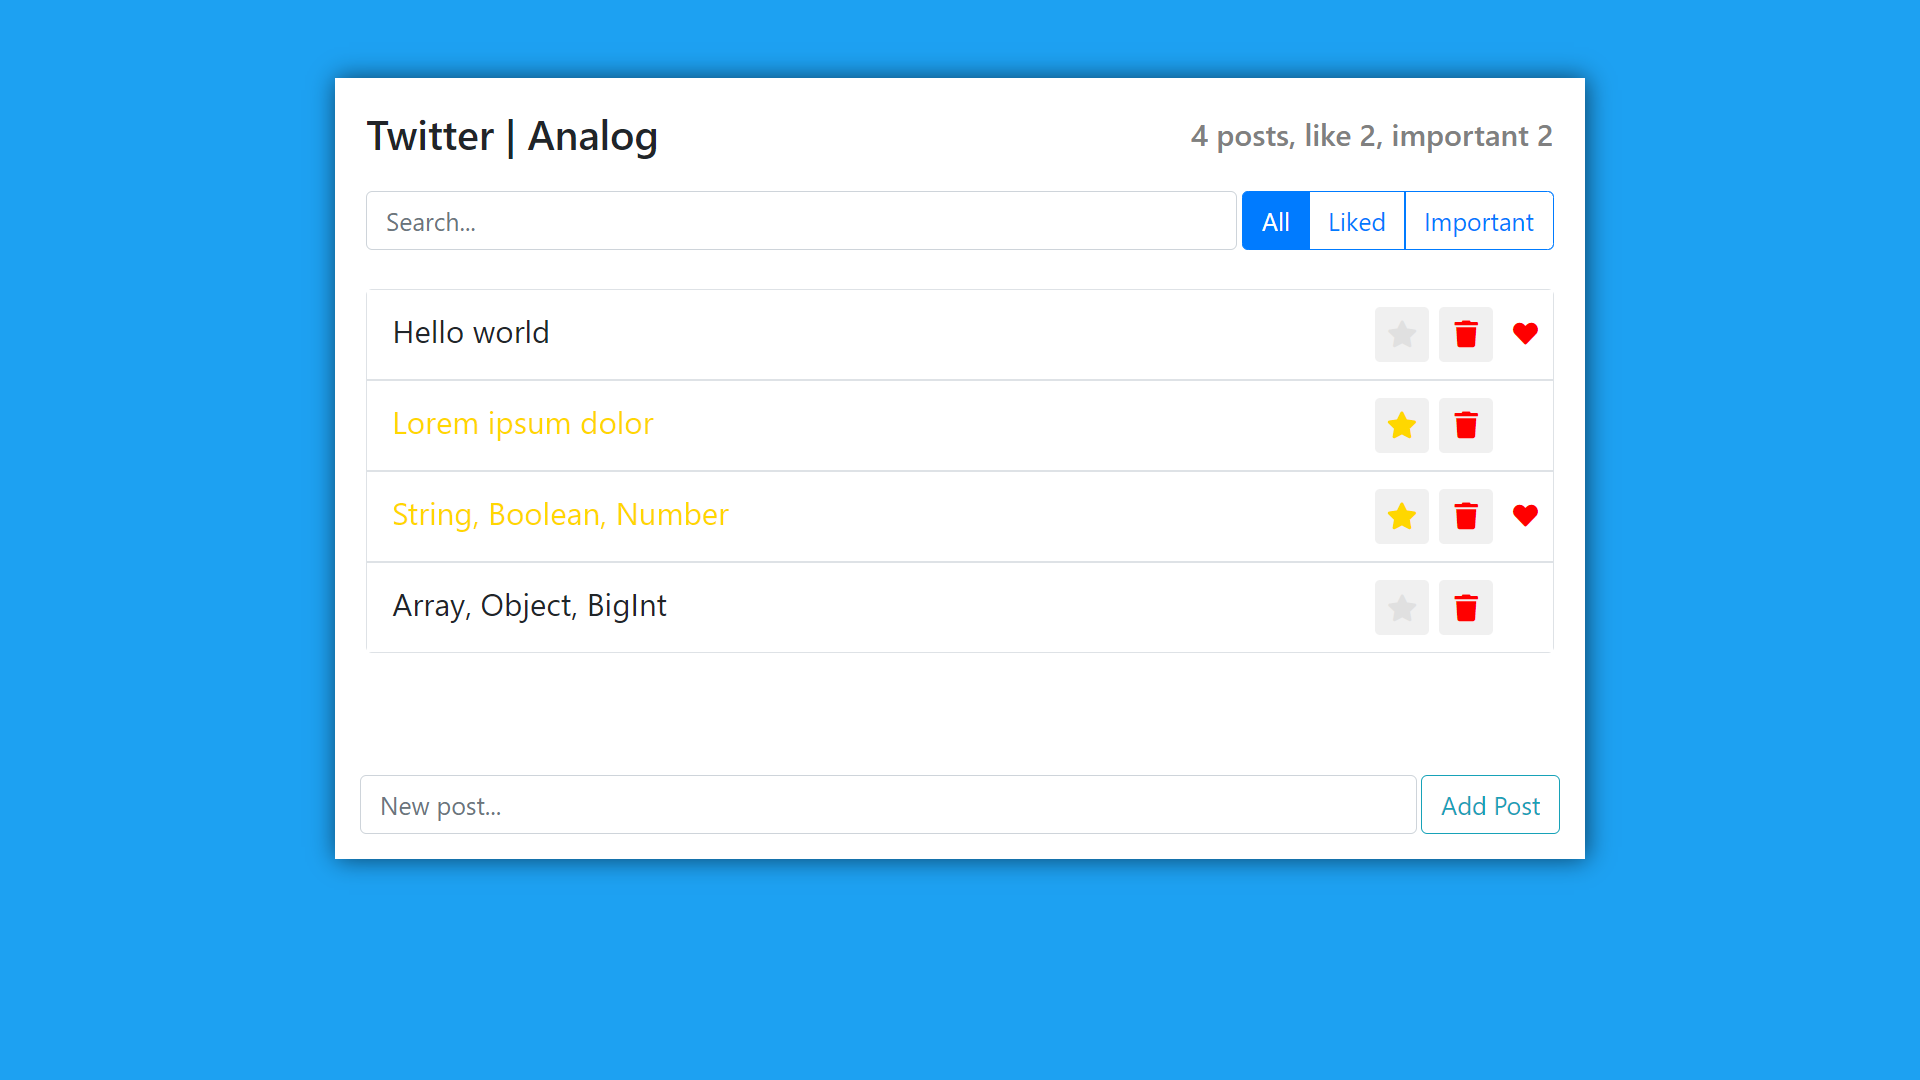 Twitter | Analog
4 posts, like 2, important 2
Search...
All
Liked
Important
Hello world
Lorem ipsum dolor
String, Boolean, Number
Array, Object, BigInt
New post...
Add Post